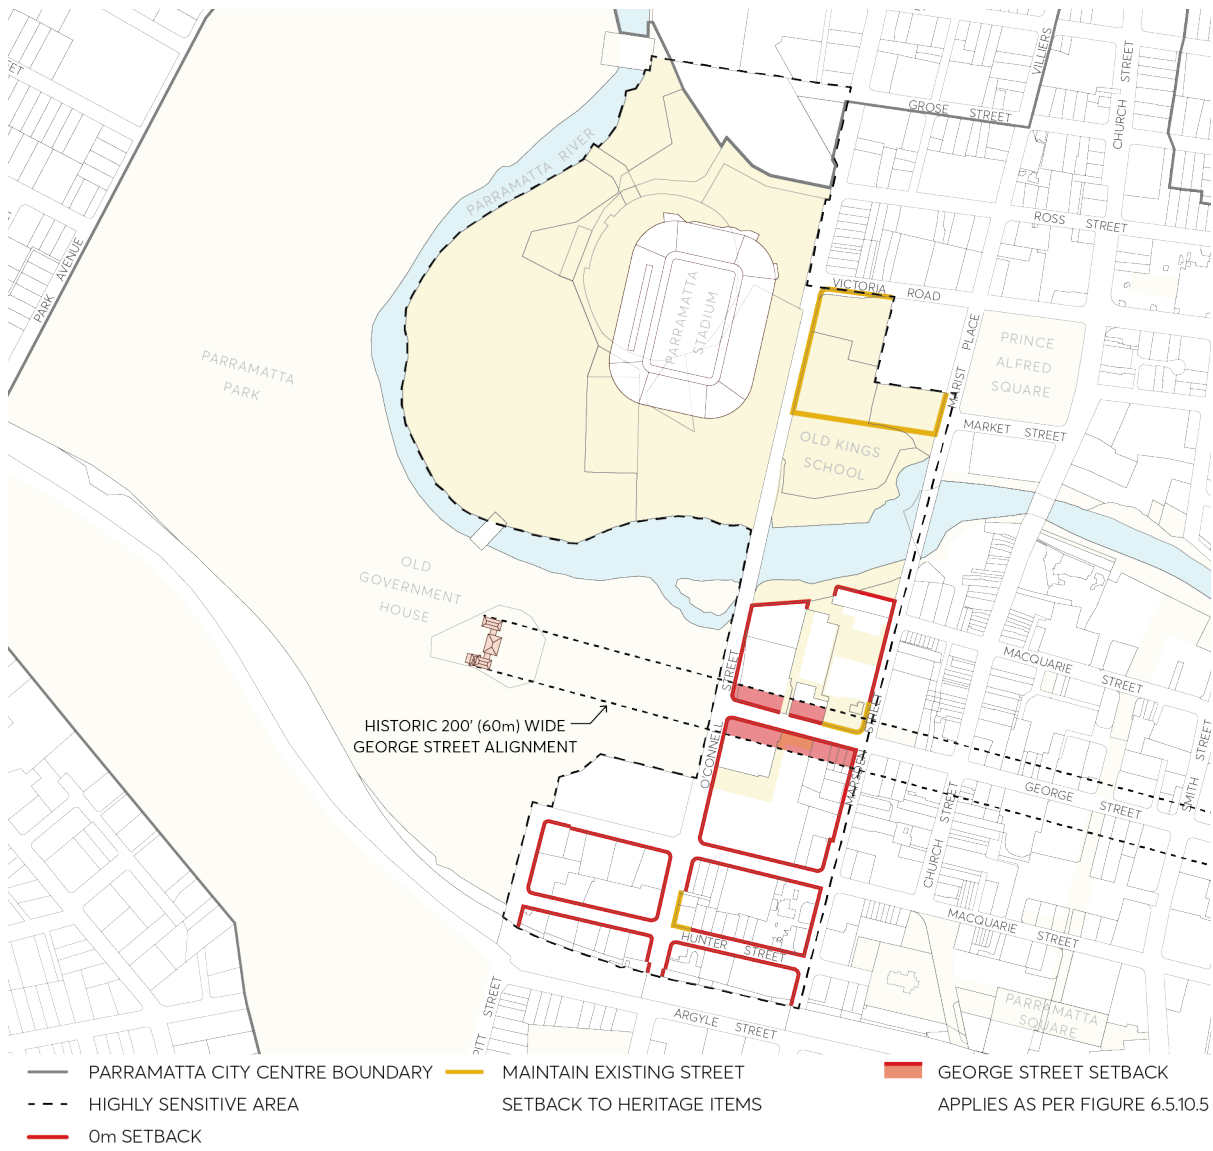 ET
VILLIERS
CHURCH STREET
GROSE STREET
PARRAMATTA RIVER
ROSS STREET
PARK AVENUE
VICTORIA ROAD
PARRAMATTA
STADIUM
MARIST PLACE
PRINCE
ALFRED
SQUARE
PARRAMATTA
PARK
MARKET STREET
OLD KINGS
SCHOOL
OLD
GOVERNMENT
HOUSE
MACQUARIE STREET
O'CONNELL STREET
MARSDEN STREET
HISTORIC 200' (60m) WIDE
GEORGE STREET ALIGNMENT
GEORGE STREET
SMITH STREET
CHURCH STREET
MACQUARIE STREET
HUNTER STREET
PARRAMATTA
SQUARE
ARGYLE STREET
PITT STREET
PARRAMATTA CITY CENTRE BOUNDARY
HIGHLY SENSITIVE AREA
0m SETBACK
MAINTAIN EXISTING STREET
SETBACK TO HERITAGE ITEMS
GEORGE STREET SETBACK
APPLIES AS PER FIGURE 6.5.10.5